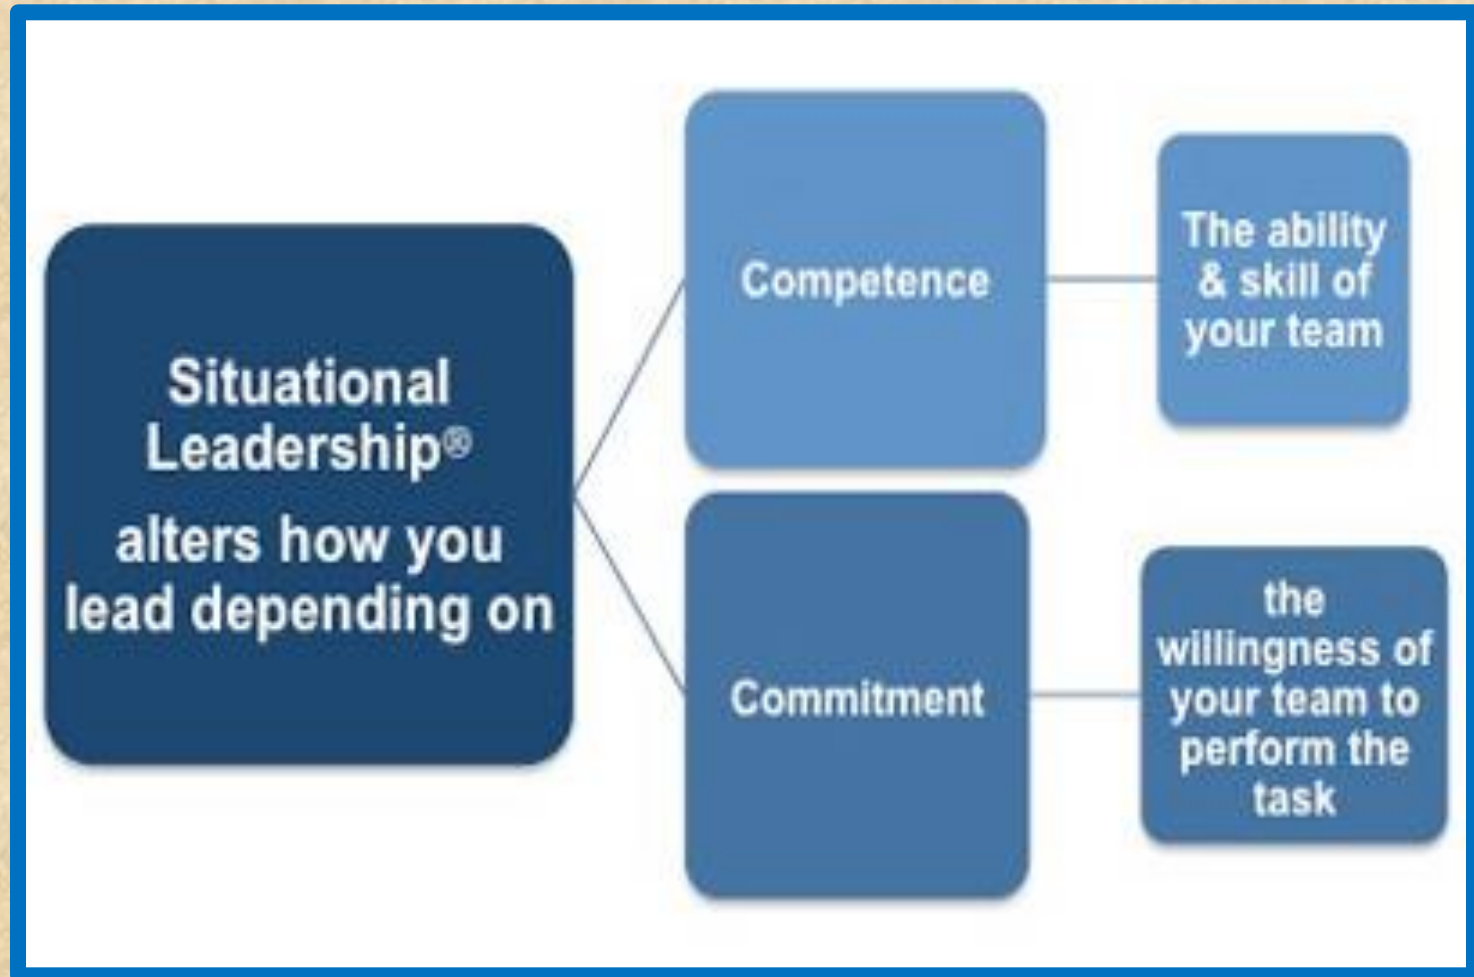 Situational
Leadership®
alters how you
lead depending on
Competence
The ability
& skill of
your team
Commitment
the
willingness of
your team to
perform the
task